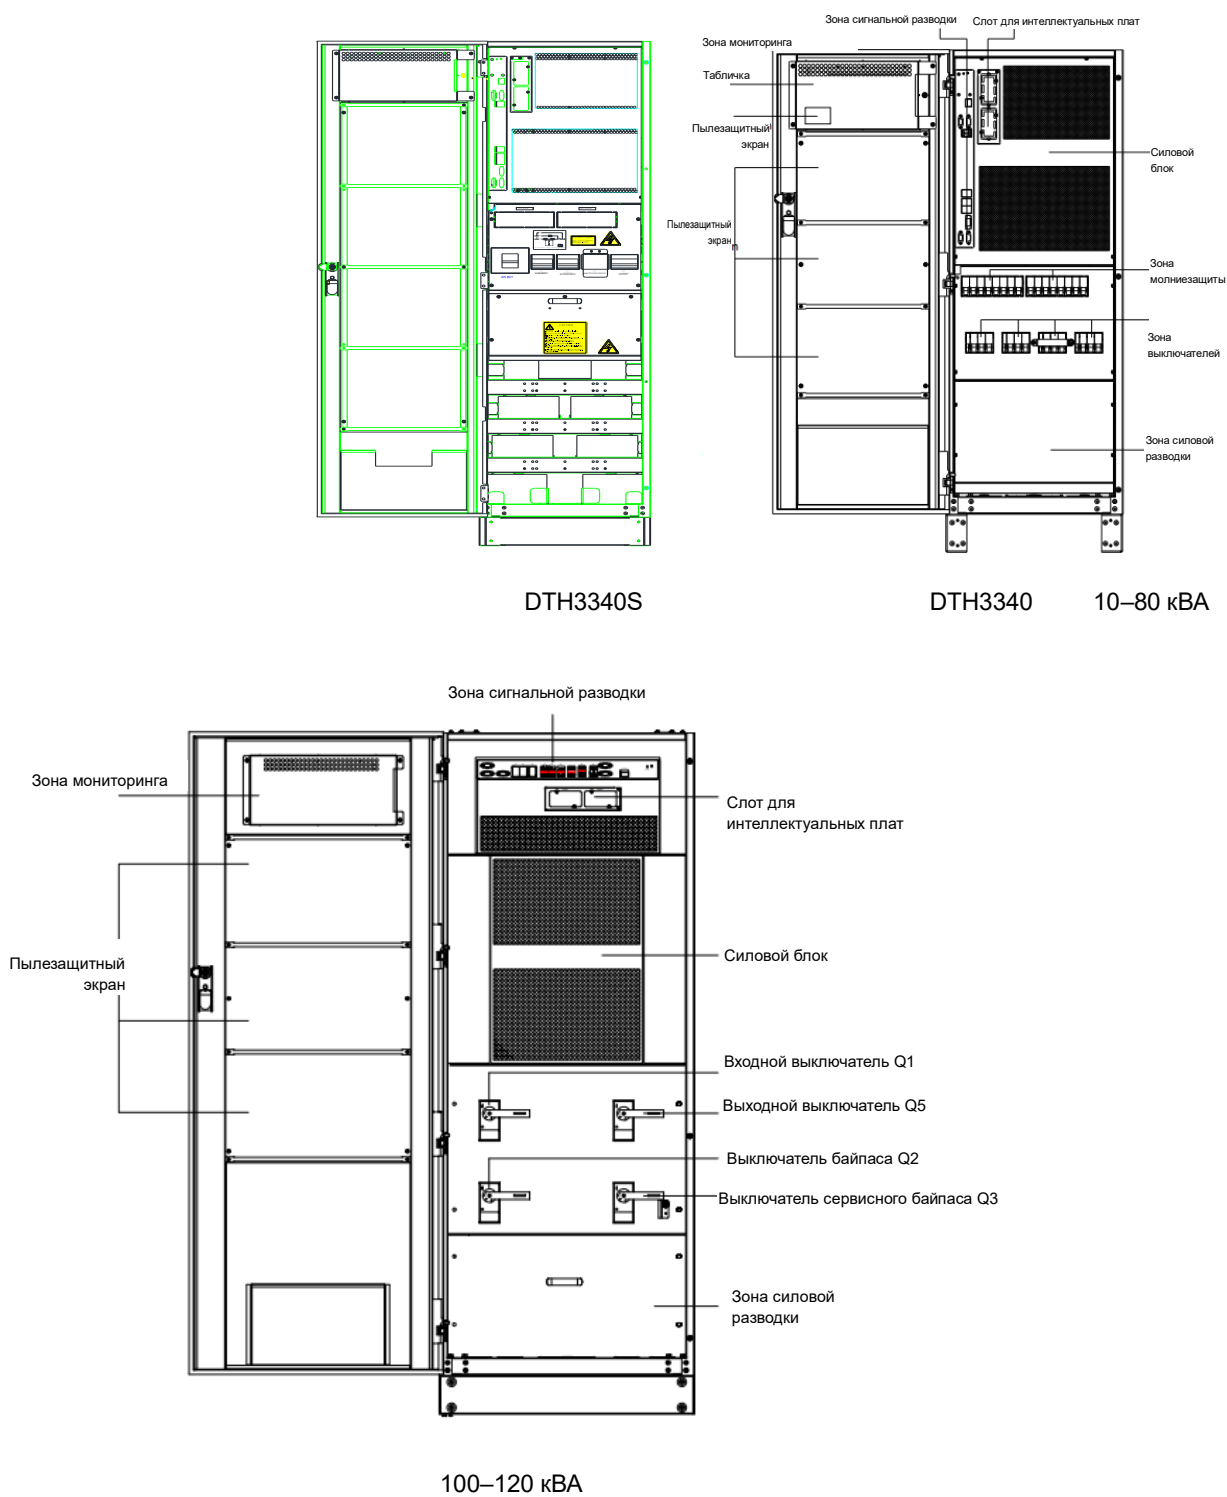 Зона сигнальной разводки
Слот для интеллектуальных плат
Зона мониторинга
Табличка
Пылезащитный
экран
Силовой
блок
Пылезащитный
экран
Зона
молниезащиты
Зона
выключателей
Зона силовой
разводки
DTH3340S
DTH3340 10–80 кВА
Зона сигнальной разводки
Зона мониторинга
Слот для
интеллектуальных плат
Пылезащитный
экран
Силовой блок
Входной выключатель Q1
Выходной выключатель Q5
Выключатель байпаса Q2
Выключатель сервисного байпаса Q3
Зона силовой
разводки
100–120 кВА